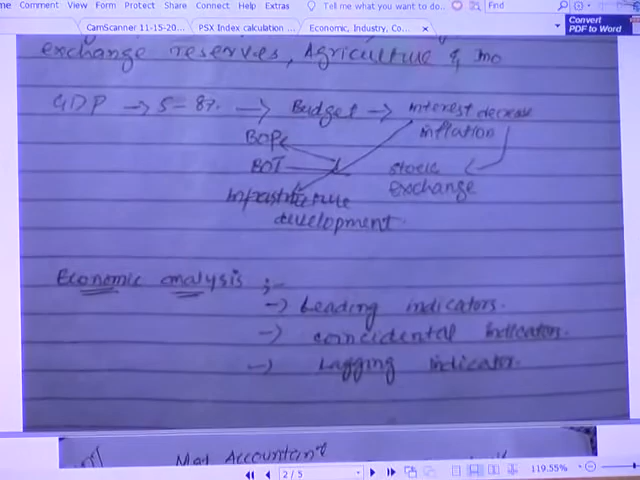 me Comment View Form Protect Share Connect Help Extras Tell me what you want to do.. Find
CamScanner 11-15-20... PSX Index calculation ... Economic, Industry, Co... ×
Convert
PDF to Word
exchange reserves, Agriculture & mo
GDP → 5-8%. → Budget → interest decrease
inflation
BOP
BOT
stock
exchange
infrastructure
development.
Economic analysis :-
→ Leading indicators.
→ coincidental indicators.
→ Lagging indicator.
Accountant
2 / 5
119.55%